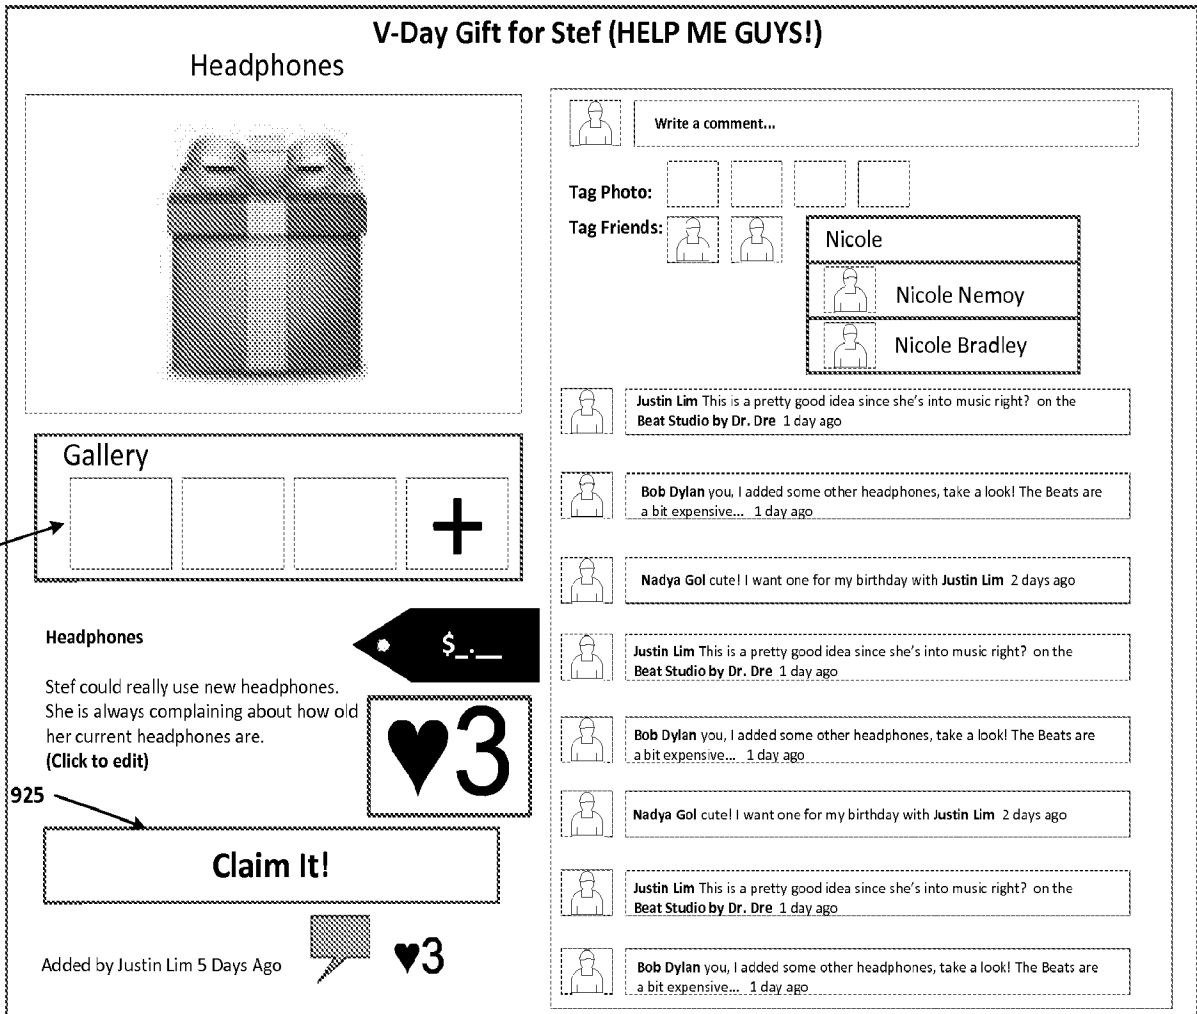 V-Day Gift for Stef (HELP ME GUYS!)
Headphones
Gallery
+
Headphones
$_.__
Stef could really use new headphones.
She is always complaining about how old
her current headphones are.
(Click to edit)
♥3
925
Claim It!
Added by Justin Lim 5 Days Ago
♥3
Write a comment...
Tag Photo:
Tag Friends:
Nicole
Nicole Nemoy
Nicole Bradley
Justin Lim This is a pretty good idea since she's into music right? on the
Beat Studio by Dr. Dre 1 day ago
Bob Dylan you, I added some other headphones, take a look! The Beats are
a bit expensive... 1 day ago
Nadya Gol cute! I want one for my birthday with Justin Lim 2 days ago
Justin Lim This is a pretty good idea since she's into music right? on the
Beat Studio by Dr. Dre 1 day ago
Bob Dylan you, I added some other headphones, take a look! The Beats are
a bit expensive... 1 day ago
Nadya Gol cute! I want one for my birthday with Justin Lim 2 days ago
Justin Lim This is a pretty good idea since she's into music right? on the
Beat Studio by Dr. Dre 1 day ago
Bob Dylan you, I added some other headphones, take a look! The Beats are
a bit expensive... 1 day ago